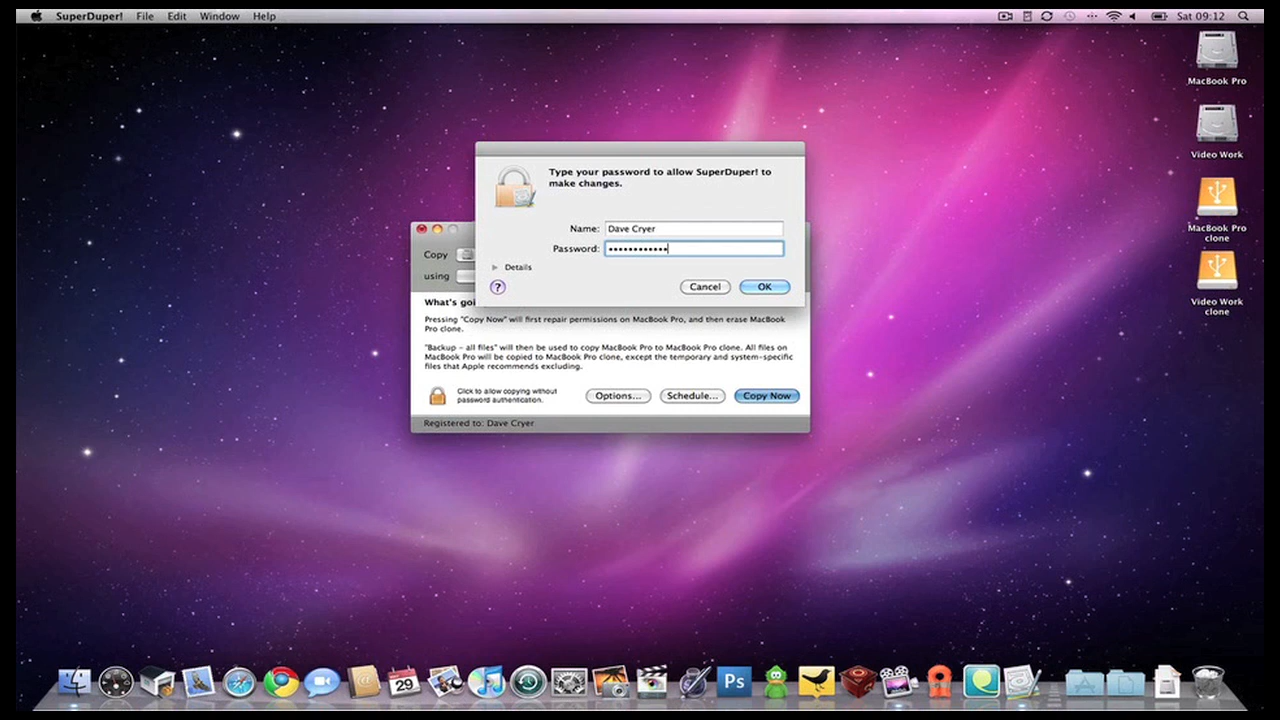 SuperDuper! File Edit Window Help Sat 09:12
MacBook Pro
Video Work
MacBook Pro
clone
Video Work
clone
Type your password to allow SuperDuper! to
make changes.
Name: Dave Cryer
Password: ••••••••••••
Details
? Cancel OK
Copy
using
What's goi
Pressing "Copy Now" will first repair permissions on MacBook Pro, and then erase MacBook
Pro clone.
"Backup – all files" will then be used to copy MacBook Pro to MacBook Pro clone. All files on
MacBook Pro will be copied to MacBook Pro clone, except the temporary and system-specific
files that Apple recommends excluding.
Click to allow copying without
password authentication.
Options... Schedule... Copy Now
Registered to: Dave Cryer
29
Ps